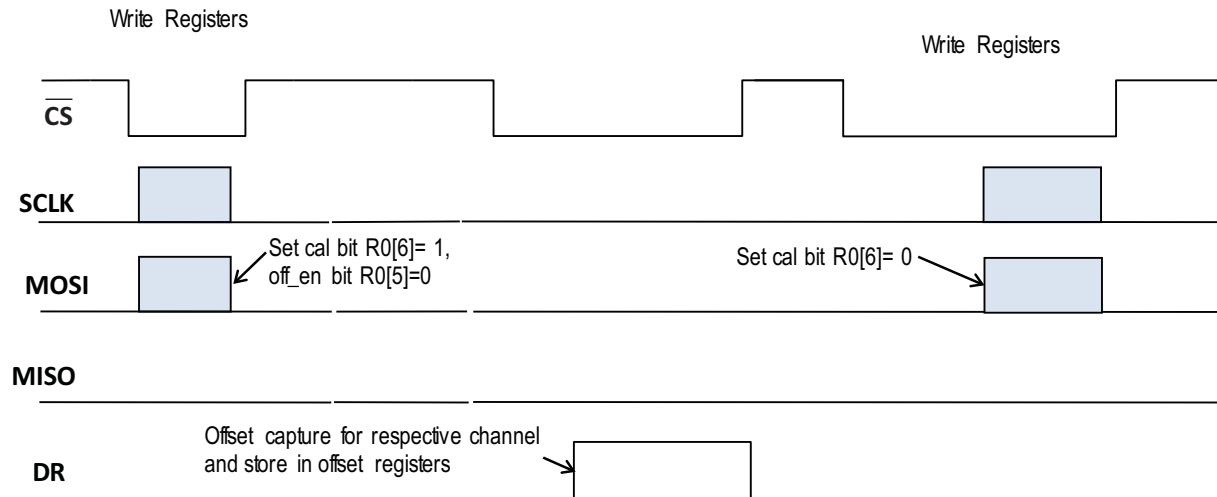 Write Registers
Write Registers
CS
SCLK
Set cal bit R0[6]= 1,
off_en bit R0[5]=0
Set cal bit R0[6]= 0
MOSI
MISO
Offset capture for respective channel
and store in offset registers
DR